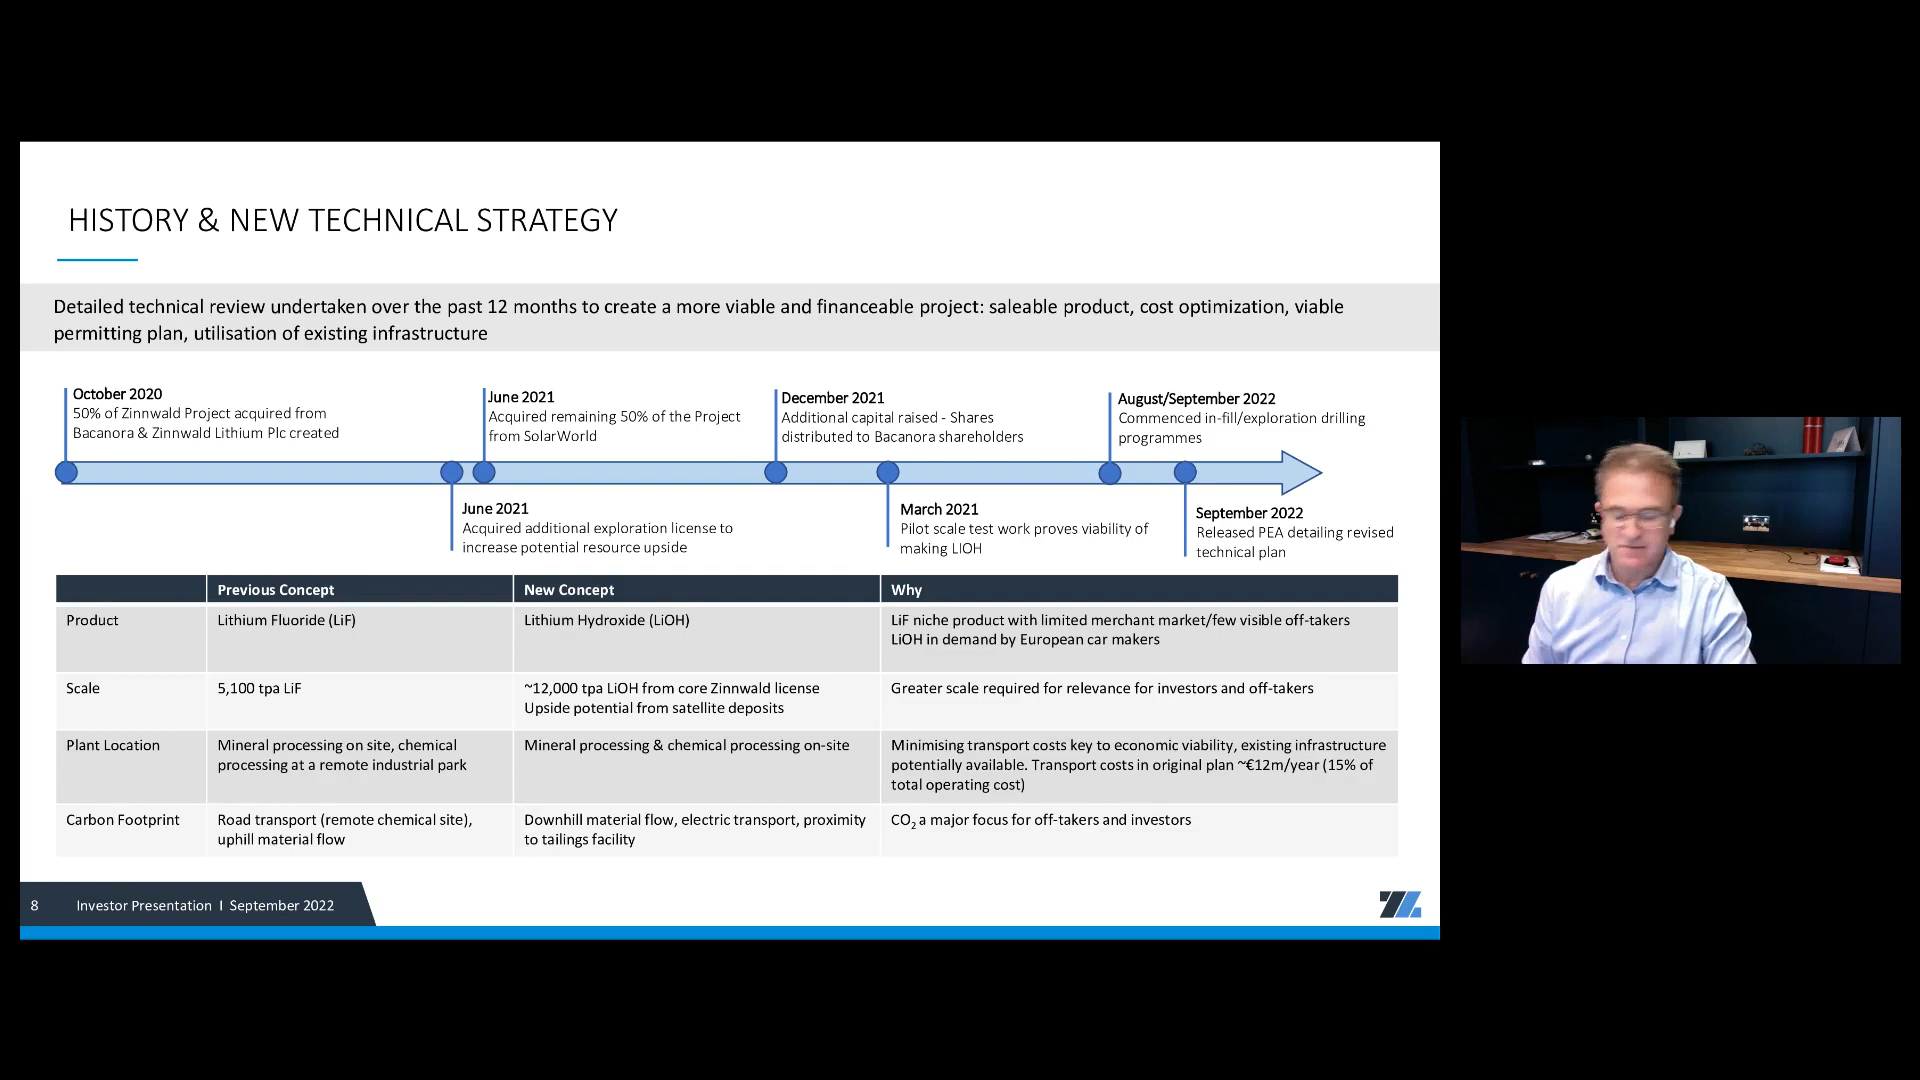 HISTORY & NEW TECHNICAL STRATEGY
Detailed technical review undertaken over the past 12 months to create a more viable and financeable project: saleable product, cost optimization, viable
permitting plan, utilisation of existing infrastructure
October 2020
50% of Zinnwald Project acquired from
Bacanora & Zinnwald Lithium Plc created
June 2021
Acquired remaining 50% of the Project
from SolarWorld
December 2021
Additional capital raised - Shares
distributed to Bacanora shareholders
August/September 2022
Commenced in-fill/exploration drilling
programmes
June 2021
Acquired additional exploration license to
increase potential resource upside
March 2021
Pilot scale test work proves viability of
making LIOH
September 2022
Released PEA detailing revised
technical plan
Previous Concept
New Concept
Why
Product
Lithium Fluoride (LiF)
Lithium Hydroxide (LiOH)
LiF niche product with limited merchant market/few visible off-takers
LiOH in demand by European car makers
Scale
5,100 tpa LiF
~12,000 tpa LiOH from core Zinnwald license
Upside potential from satellite deposits
Greater scale required for relevance for investors and off-takers
Plant Location
Mineral processing on site, chemical
processing at a remote industrial park
Mineral processing & chemical processing on-site
Minimising transport costs key to economic viability, existing infrastructure
potentially available. Transport costs in original plan ~€12m/year (15% of
total operating cost)
Carbon Footprint
Road transport (remote chemical site),
uphill material flow
Downhill material flow, electric transport, proximity
to tailings facility
CO₂ a major focus for off-takers and investors
8
Investor Presentation I September 2022